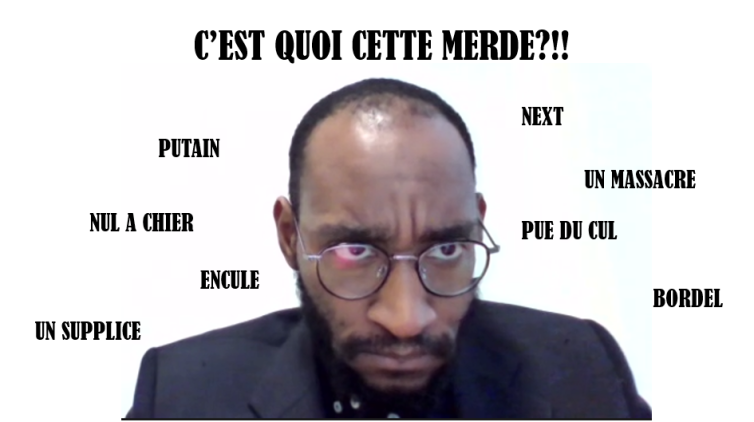 C'EST QUOI CETTE MERDE?!!
NEXT
PUTAIN
UN MASSACRE
NUL A CHIER
PUE DU CUL
ENCULE
BORDEL
UN SUPPLICE